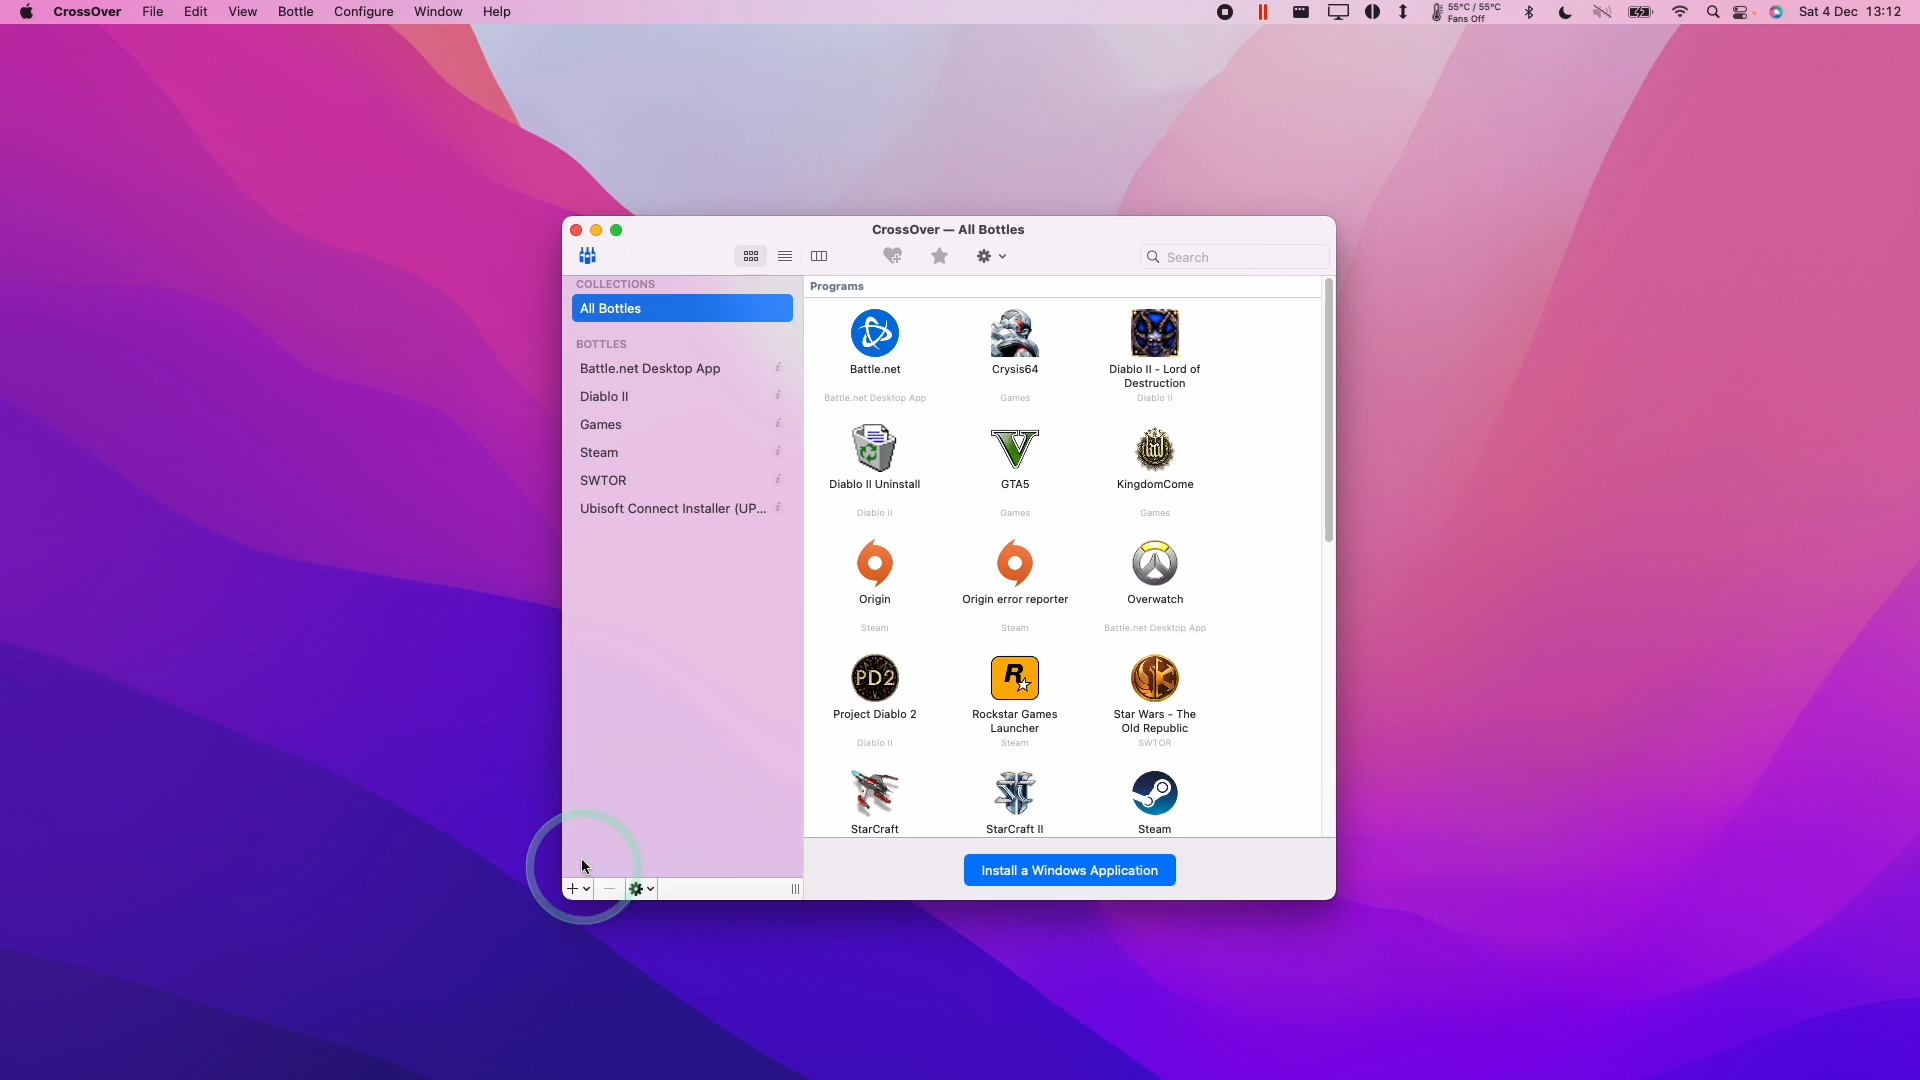 CrossOver File Edit View Bottle Configure Window Help
55°C / 55°C
Fans Off
Sat 4 Dec 13:12
CrossOver — All Bottles
Search
COLLECTIONS
All Bottles
BOTTLES
Battle.net Desktop App
Diablo II
Games
Steam
SWTOR
Ubisoft Connect Installer (UP...
Programs
Battle.net
Battle.net Desktop App
Crysis64
Games
Diablo II - Lord of
Destruction
Diablo II
Diablo II Uninstall
Diablo II
GTA5
Games
KingdomCome
Games
Origin
Steam
Origin error reporter
Steam
Overwatch
Battle.net Desktop App
PD2
Project Diablo 2
Diablo II
R
Rockstar Games
Launcher
Steam
Star Wars - The
Old Republic
SWTOR
StarCraft
StarCraft II
Steam
Install a Windows Application